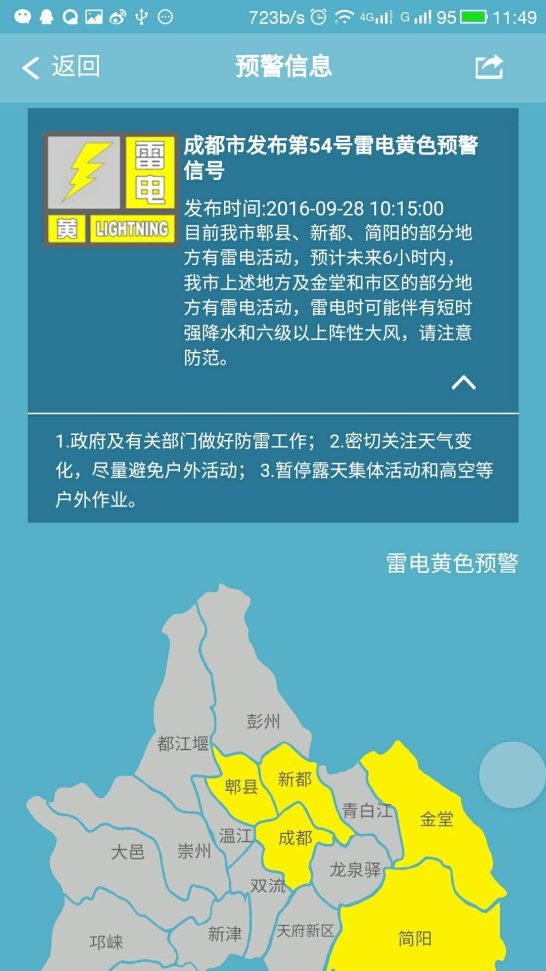 723b/s 4G G 95 11:49
返回 预警信息
雷电
黄 LIGHTNING
成都市发布第54号雷电黄色预警
信号
发布时间:2016-09-28 10:15:00
目前我市郫县、新都、简阳的部分地
方有雷电活动，预计未来6小时内，
我市上述地方及金堂和市区的部分地
方有雷电活动，雷电时可能伴有短时
强降水和六级以上阵性大风，请注意
防范。
1.政府及有关部门做好防雷工作； 2.密切关注天气变
化，尽量避免户外活动； 3.暂停露天集体活动和高空等
户外作业。
雷电黄色预警
彭州
都江堰
郫县
新都
青白江
金堂
温江
成都
大邑
崇州
龙泉驿
双流
邛崃
新津
天府新区
简阳